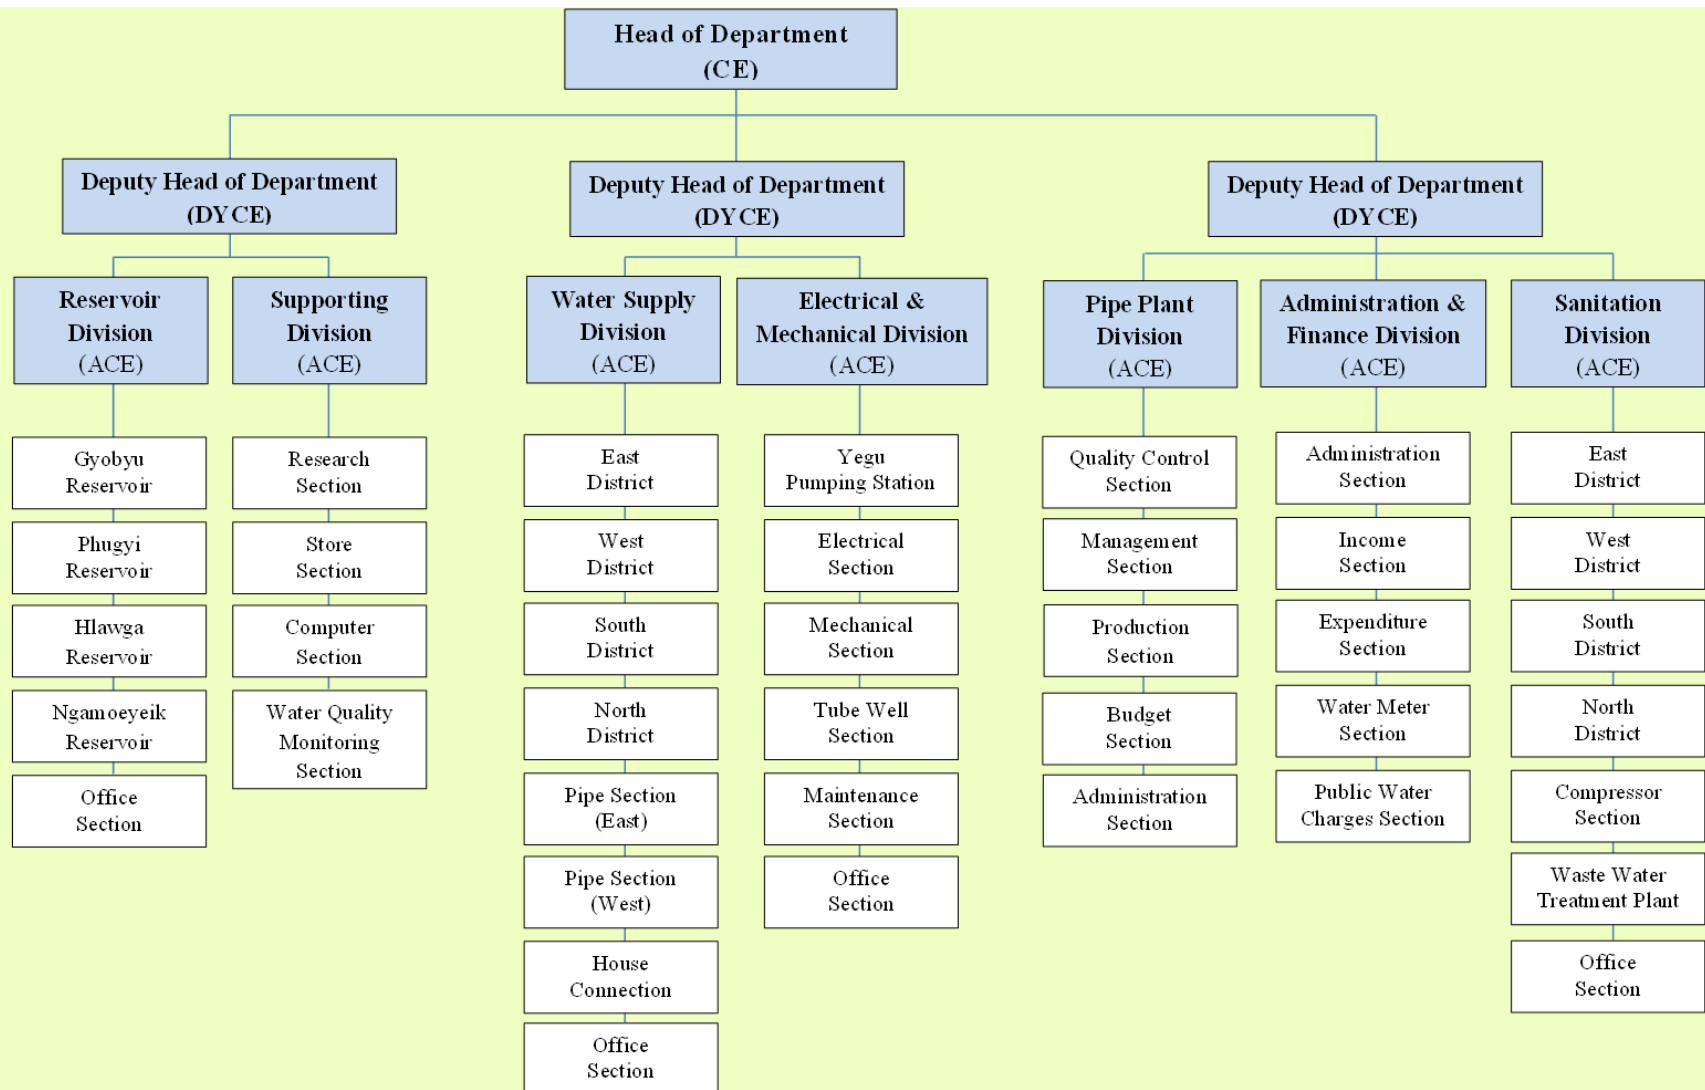 Head of Department
(CE)
Deputy Head of Department
(DYCE)
Deputy Head of Department
(DYCE)
Deputy Head of Department
(DYCE)
Reservoir
Division
(ACE)
Supporting
Division
(ACE)
Water Supply
Division
(ACE)
Electrical &
Mechanical Division
(ACE)
Pipe Plant
Division
(ACE)
Administration &
Finance Division
(ACE)
Sanitation
Division
(ACE)
Gyobyu
Reservoir
Phugyi
Reservoir
Hlawga
Reservoir
Ngamoeyeik
Reservoir
Office
Section
Research
Section
Store
Section
Computer
Section
Water Quality
Monitoring
Section
East
District
West
District
South
District
North
District
Pipe Section
(East)
Pipe Section
(West)
House
Connection
Office
Section
Yegu
Pumping Station
Electrical
Section
Mechanical
Section
Tube Well
Section
Maintenance
Section
Office
Section
Quality Control
Section
Management
Section
Production
Section
Budget
Section
Administration
Section
Administration
Section
Income
Section
Expenditure
Section
Water Meter
Section
Public Water
Charges Section
East
District
West
District
South
District
North
District
Compressor
Section
Waste Water
Treatment Plant
Office
Section